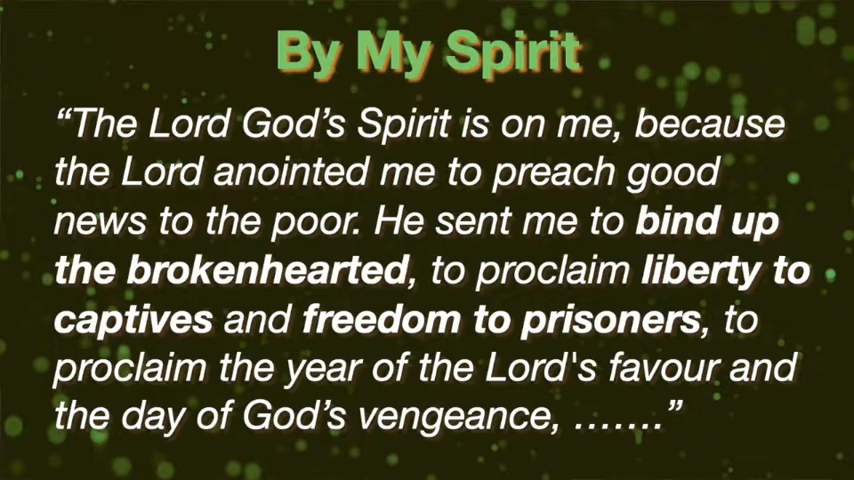 By My Spirit
“The Lord God’s Spirit is on me, because
the Lord anointed me to preach good
news to the poor. He sent me to bind up
the brokenhearted, to proclaim liberty to
captives and freedom to prisoners, to
proclaim the year of the Lord's favour and
the day of God’s vengeance, …….”